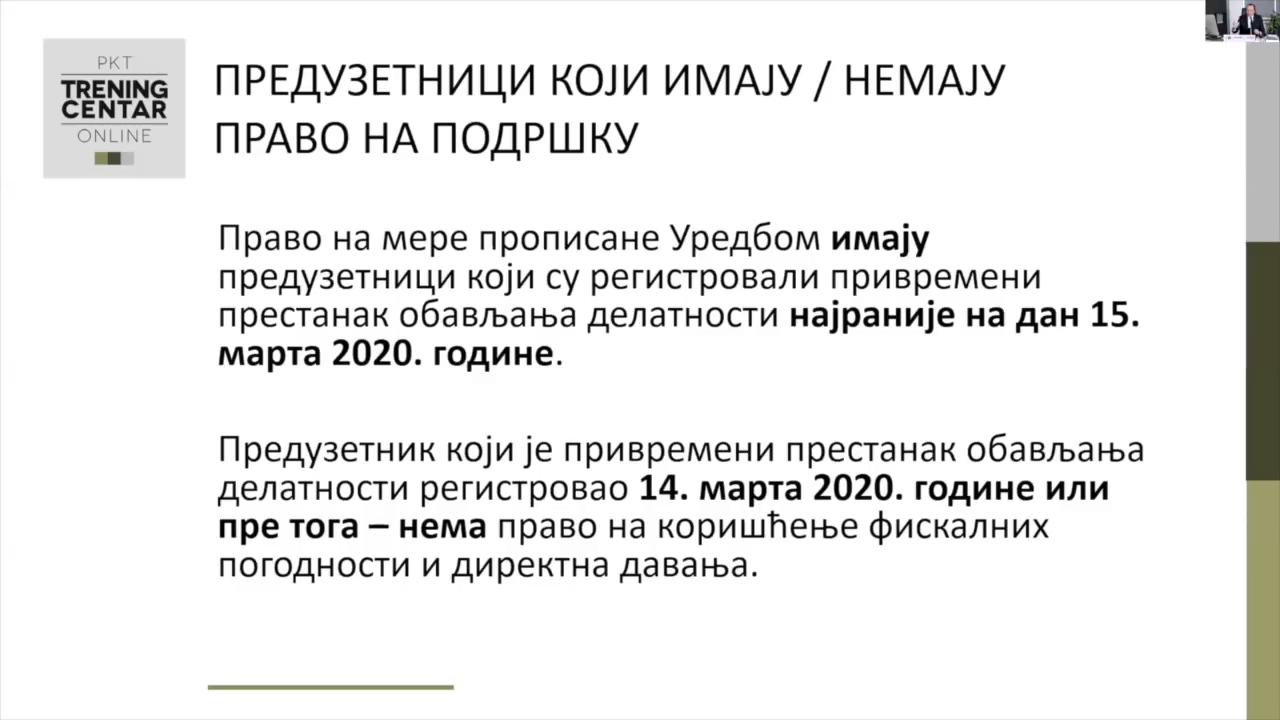 PKT
TRENING
CENTAR
ONLINE
ПРЕДУЗЕТНИЦИ КОЈИ ИМАЈУ / НЕМАЈУ
ПРАВО НА ПОДРШКУ
Право на мере прописане Уредбом имају
предузетници који су регистровали привремени
престанак обављања делатности најраније на дан 15.
марта 2020. године.
Предузетник који је привремени престанак обављања
делатности регистровао 14. марта 2020. године или
пре тога – нема право на коришћење фискалних
погодности и директна давања.